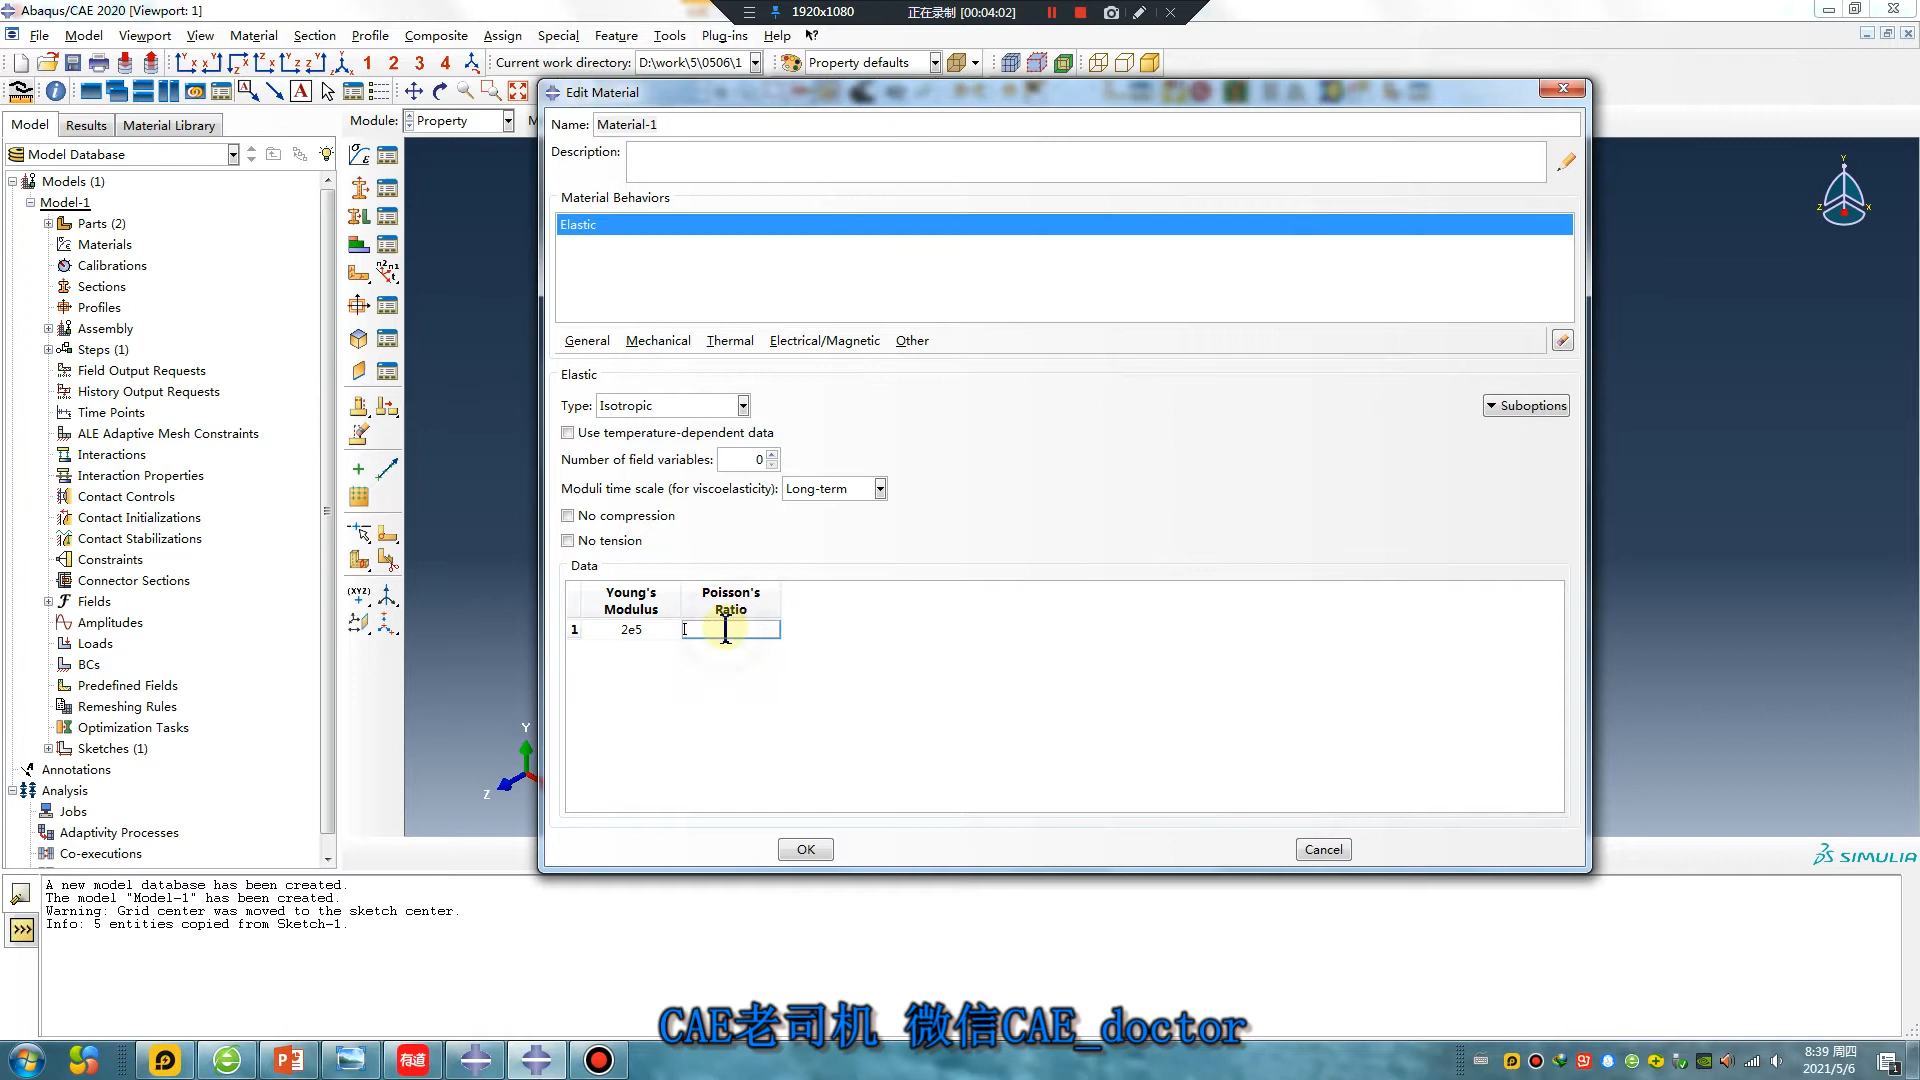 Abaqus/CAE 2020 [Viewport: 1]
1920x1080
正在录制 [00:04:02]
File Model Viewport View Material Section Profile Composite Assign Special Feature Tools Plug-ins Help
1 2 3 4
Current work directory: D:\work\5\0506\1
Property defaults
Model Results Material Library
Module: Property
Model Database
Models (1)
Model-1
Parts (2)
Materials
Calibrations
Sections
Profiles
Assembly
Steps (1)
Field Output Requests
History Output Requests
Time Points
ALE Adaptive Mesh Constraints
Interactions
Interaction Properties
Contact Controls
Contact Initializations
Contact Stabilizations
Constraints
Connector Sections
Fields
Amplitudes
Loads
BCs
Predefined Fields
Remeshing Rules
Optimization Tasks
Sketches (1)
Annotations
Analysis
Jobs
Adaptivity Processes
Co-executions
Edit Material
Name: Material-1
Description:
Material Behaviors
Elastic
General Mechanical Thermal Electrical/Magnetic Other
Elastic
Type: Isotropic
Suboptions
Use temperature-dependent data
Number of field variables: 0
Moduli time scale (for viscoelasticity): Long-term
No compression
No tension
Data
Young's Modulus
Poisson's Ratio
1 2e5
OK Cancel
Y
Z
Y
Z X
SIMULIA
A new model database has been created.
The model "Model-1" has been created.
Warning: Grid center was moved to the sketch center.
Info: 5 entities copied from Sketch-1.
CAE老司机 微信CAE_doctor
有道
8:39 周四
2021/5/6